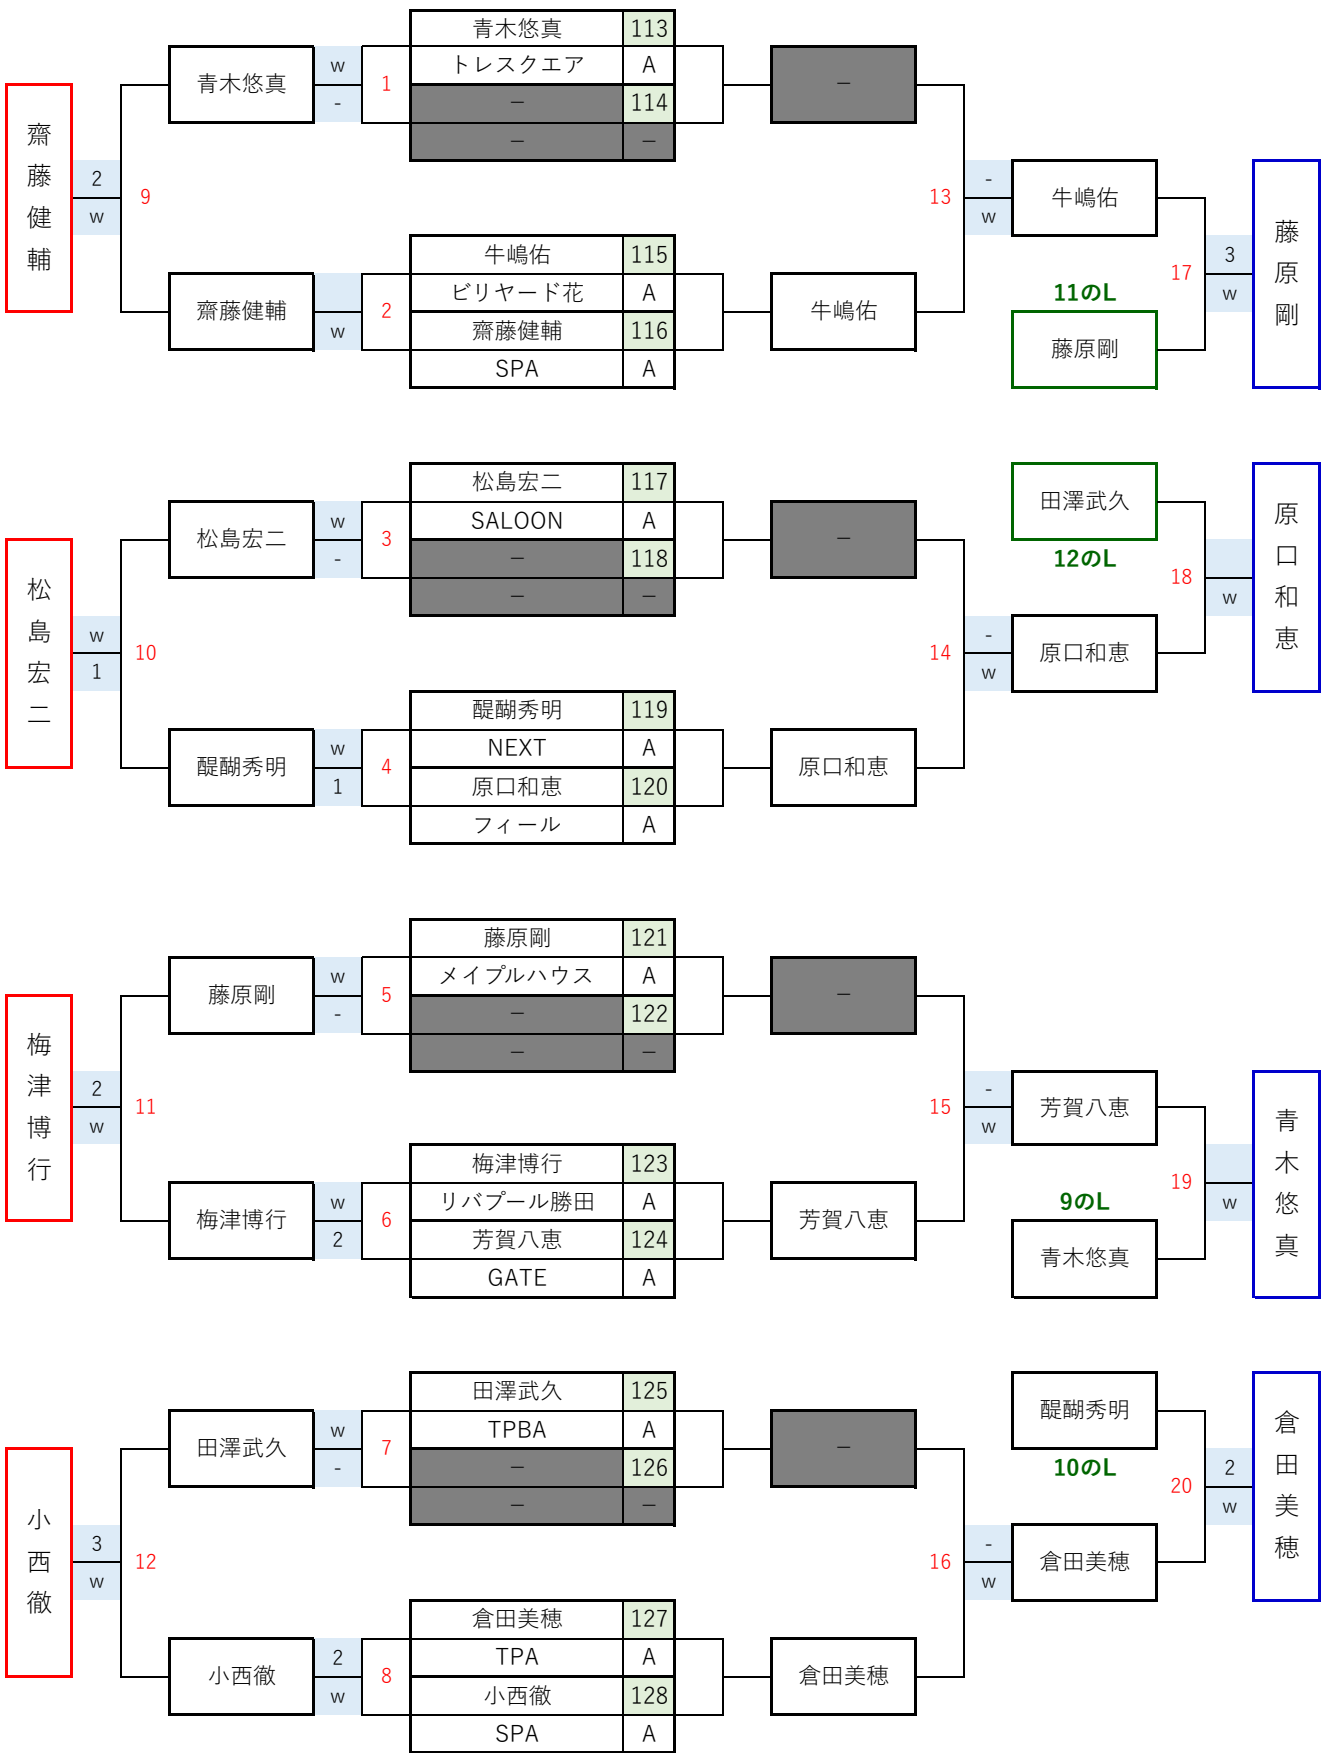 青木悠真 113
トレスクエア A
－ 114
－ －
青木悠真
w
-
1
－
齋藤健輔
2
w
9
13
-
w
牛嶋佑
藤原剛
3
w
17
11のL
藤原剛
牛嶋佑 115
ビリヤード花 A
齋藤健輔 116
SPA A
齋藤健輔
w
2
牛嶋佑
松島宏二 117
SALOON A
－ 118
－ －
松島宏二
w
-
3
－
田澤武久
12のL
18
w
原口和恵
松島宏二
w
1
10
14
-
w
原口和恵
醍醐秀明 119
NEXT A
原口和恵 120
フィール A
醍醐秀明
w
1
4
原口和恵
藤原剛 121
メイプルハウス A
－ 122
－ －
藤原剛
w
-
5
－
梅津博行
2
w
11
15
-
w
芳賀八恵
青木悠真
19
w
9のL
青木悠真
梅津博行 123
リバプール勝田 A
芳賀八恵 124
GATE A
梅津博行
w
2
6
芳賀八恵
田澤武久 125
TPBA A
－ 126
－ －
田澤武久
w
-
7
－
醍醐秀明
10のL
20
2
w
倉田美穂
小西徹
3
w
12
16
-
w
倉田美穂
倉田美穂 127
TPA A
小西徹 128
SPA A
小西徹
2
w
8
倉田美穂